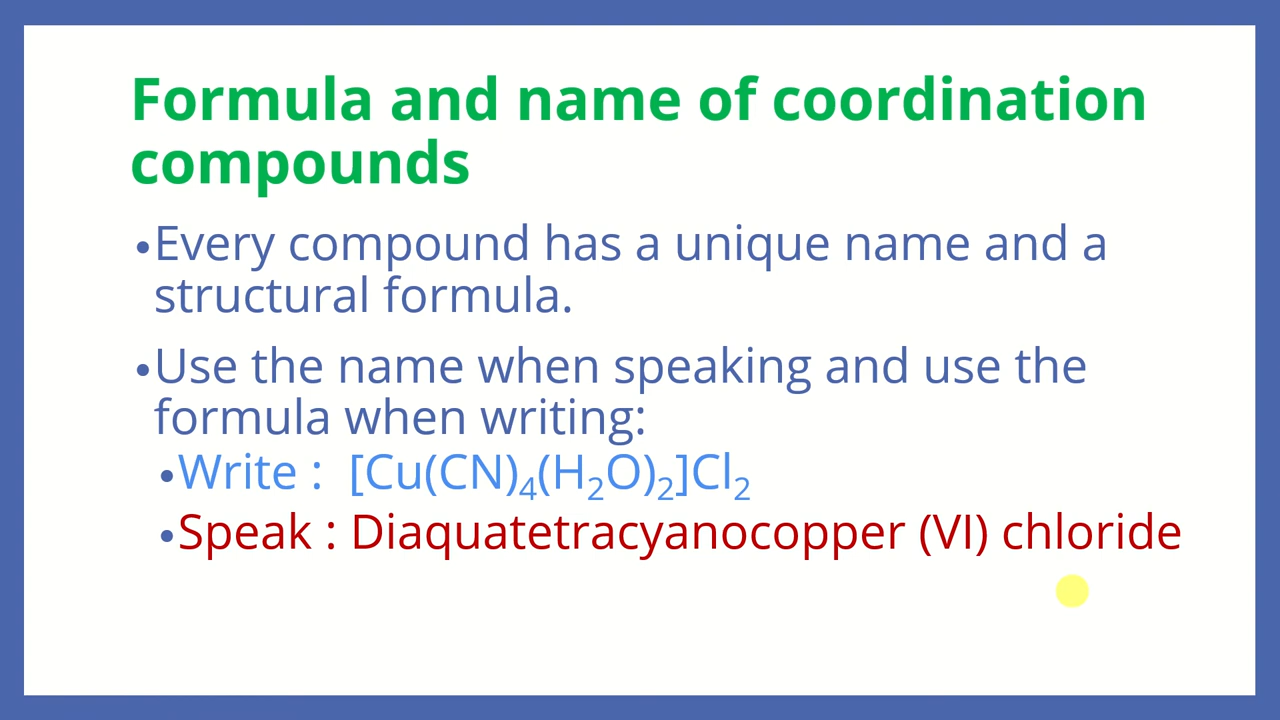 Formula and name of coordination
compounds
•Every compound has a unique name and a
structural formula.
•Use the name when speaking and use the
formula when writing:
•Write : [Cu(CN)₄(H₂O)₂]Cl₂
•Speak : Diaquatetracyanocopper (VI) chloride